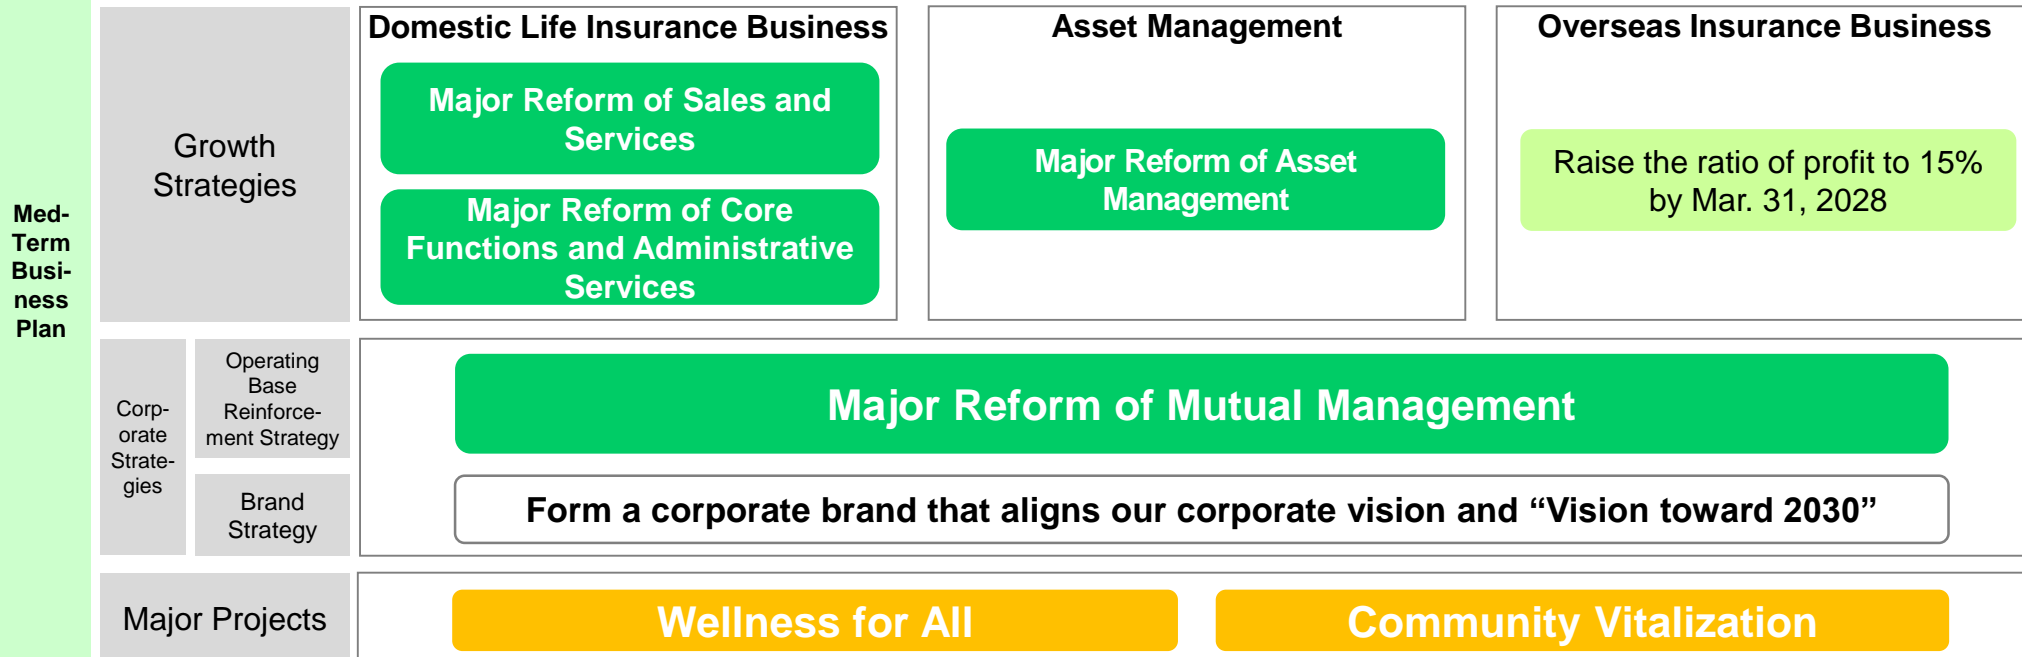 Med-
Term
Busi-
ness
Plan
Growth
Strategies
Domestic Life Insurance Business
Major Reform of Sales and
Services
Major Reform of Core
Functions and Administrative
Services
Asset Management
Major Reform of Asset
Management
Overseas Insurance Business
Raise the ratio of profit to 15%
by Mar. 31, 2028
Corp-
orate
Strate-
gies
Operating
Base
Reinforce-
ment Strategy
Major Reform of Mutual Management
Brand
Strategy
Form a corporate brand that aligns our corporate vision and “Vision toward 2030”
Major Projects
Wellness for All
Community Vitalization